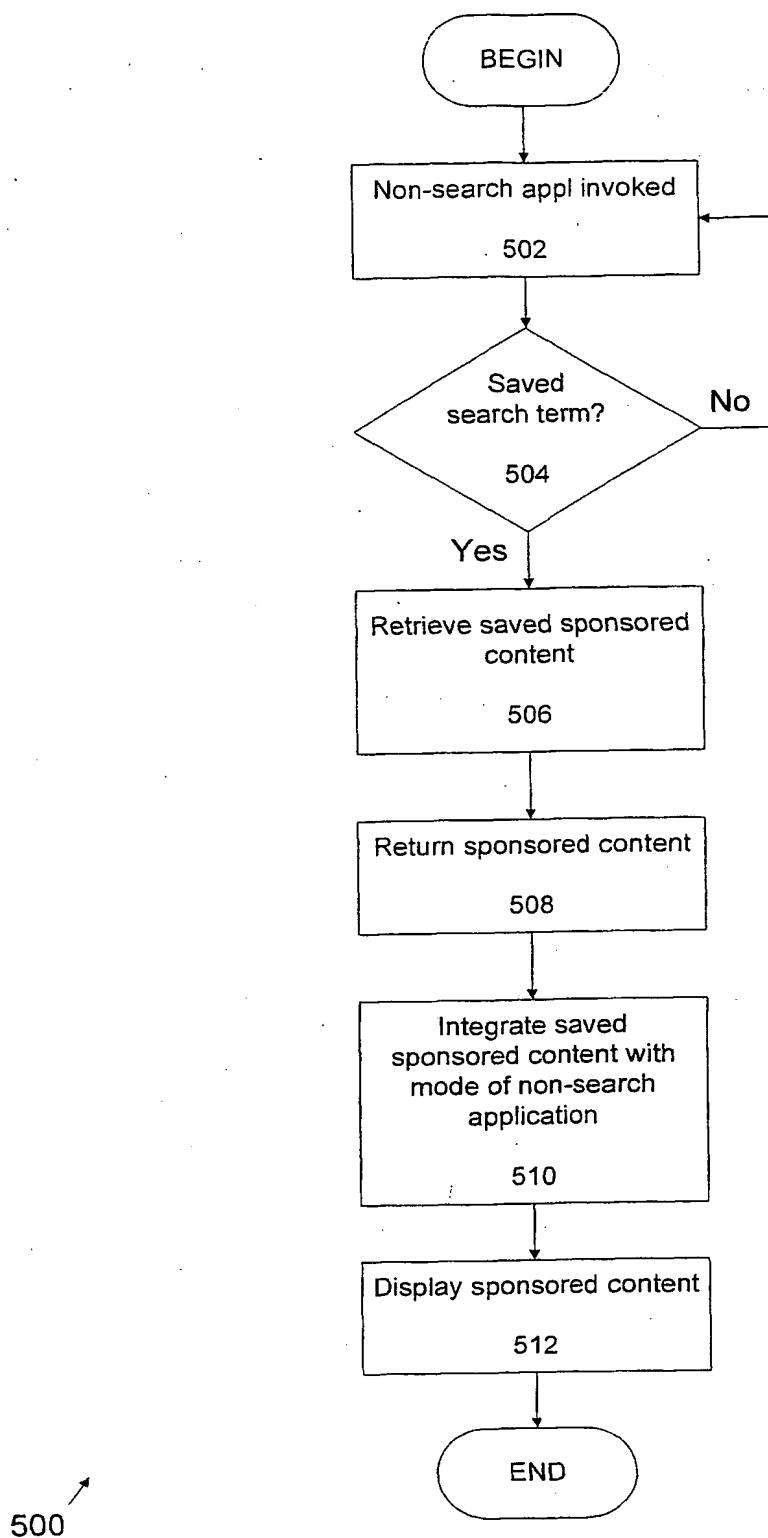 BEGIN
Non-search appl invoked
502
Saved
search term?
504
No
Yes
Retrieve saved sponsored
content
506
Return sponsored content
508
Integrate saved
sponsored content with
mode of non-search
application
510
Display sponsored content
512
END
500